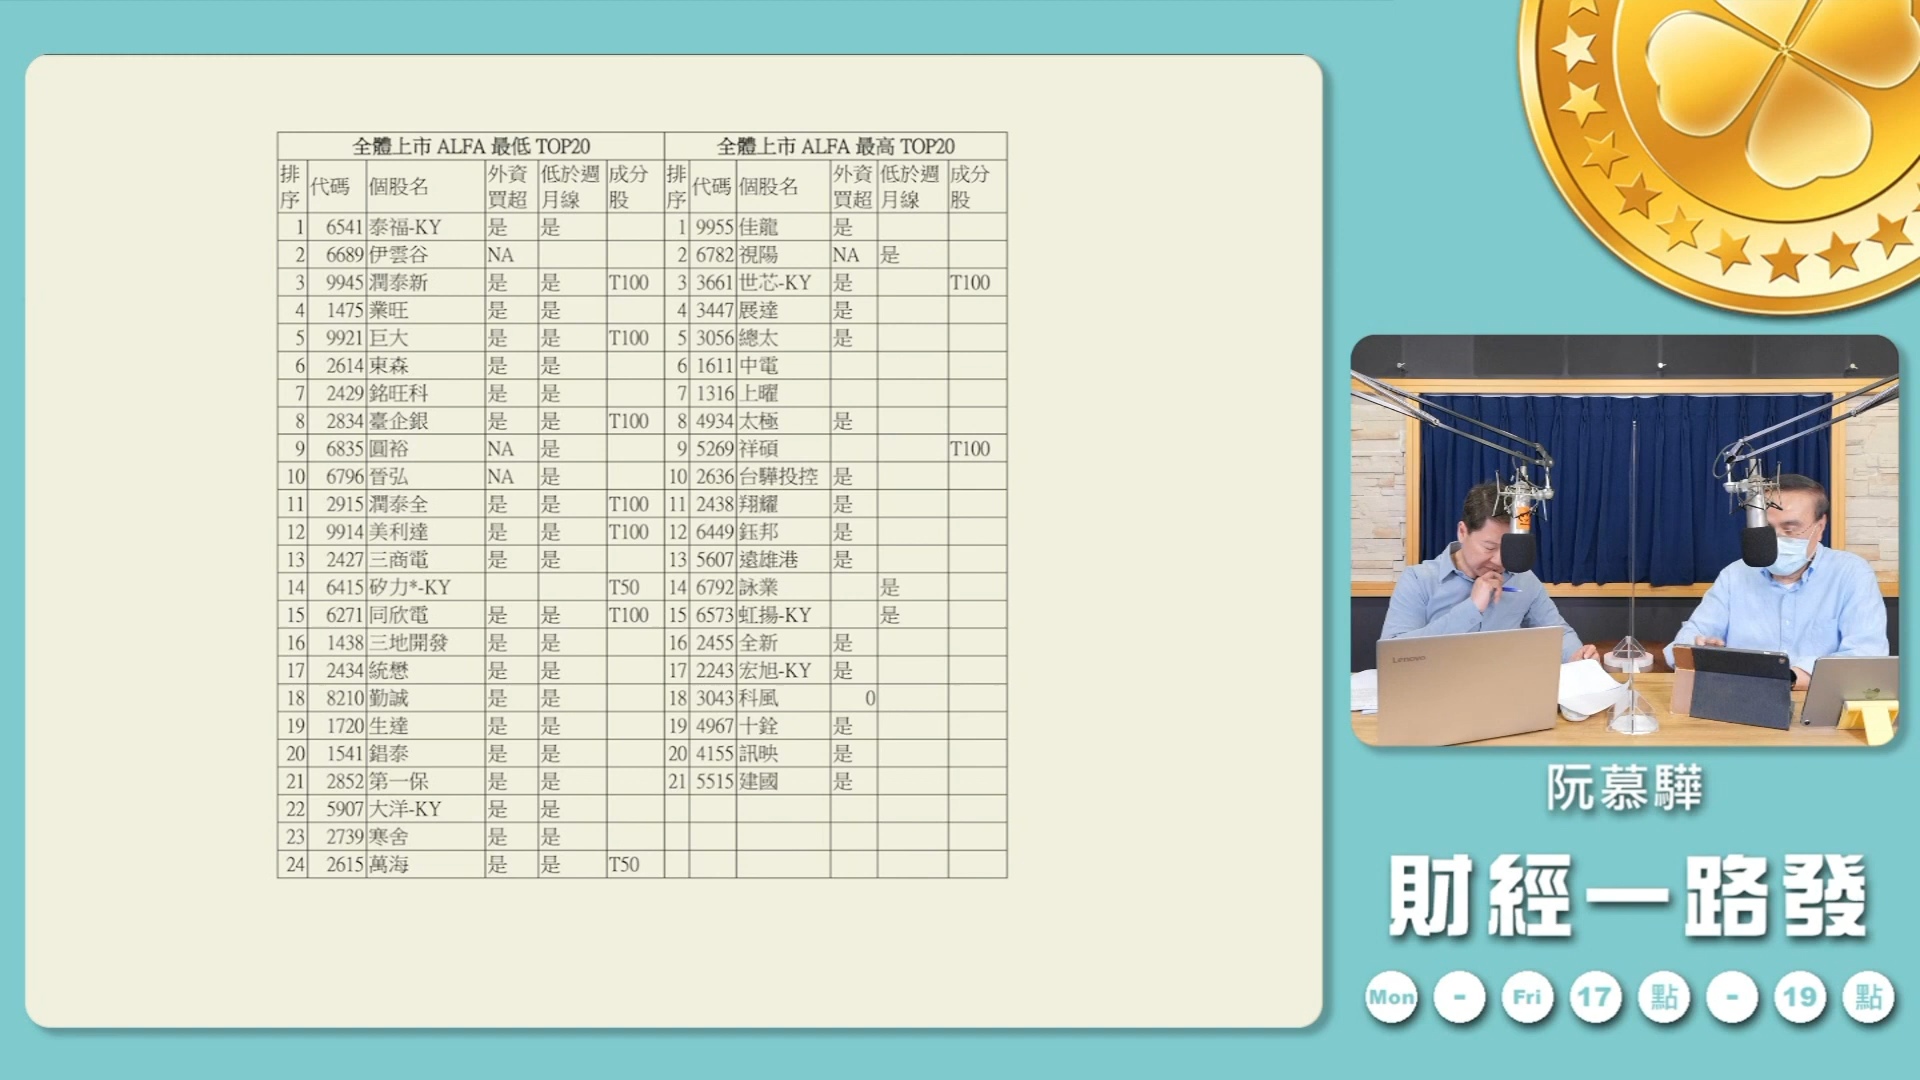 全體上市 ALFA 最低 TOP20 全體上市 ALFA 最高 TOP20
排序 代碼 個股名 外資買超 低於週月線 成分股 排序 代碼 個股名 外資買超 低於週月線 成分股
1 6541 泰福-KY 是 是 1 9955 佳龍 是
2 6689 伊雲谷 NA 2 6782 視陽 NA 是
3 9945 潤泰新 是 是 T100 3 3661 世芯-KY 是 T100
4 1475 業旺 是 是 4 3447 展達 是
5 9921 巨大 是 是 T100 5 3056 總太 是
6 2614 東森 是 是 6 1611 中電
7 2429 銘旺科 是 是 7 1316 上曜
8 2834 臺企銀 是 是 T100 8 4934 太極 是
9 6835 圓裕 NA 是 9 5269 祥碩 T100
10 6796 晉弘 NA 是 10 2636 台驊投控 是
11 2915 潤泰全 是 是 T100 11 2438 翔耀 是
12 9914 美利達 是 是 T100 12 6449 鈺邦 是
13 2427 三商電 是 是 13 5607 遠雄港 是
14 6415 矽力*-KY T50 14 6792 詠業 是
15 6271 同欣電 是 是 T100 15 6573 虹揚-KY 是
16 1438 三地開發 是 是 16 2455 全新 是
17 2434 統懋 是 是 17 2243 宏旭-KY 是
18 8210 勤誠 是 是 18 3043 科風 0
19 1720 生達 是 是 19 4967 十銓 是
20 1541 錩泰 是 是 20 4155 訊映 是
21 2852 第一保 是 是 21 5515 建國 是
22 5907 大洋-KY 是 是
23 2739 寒舍 是 是
24 2615 萬海 是 是 T50
Lenovo
阮慕驊
財經一路發
Mon - Fri 17 點 - 19 點